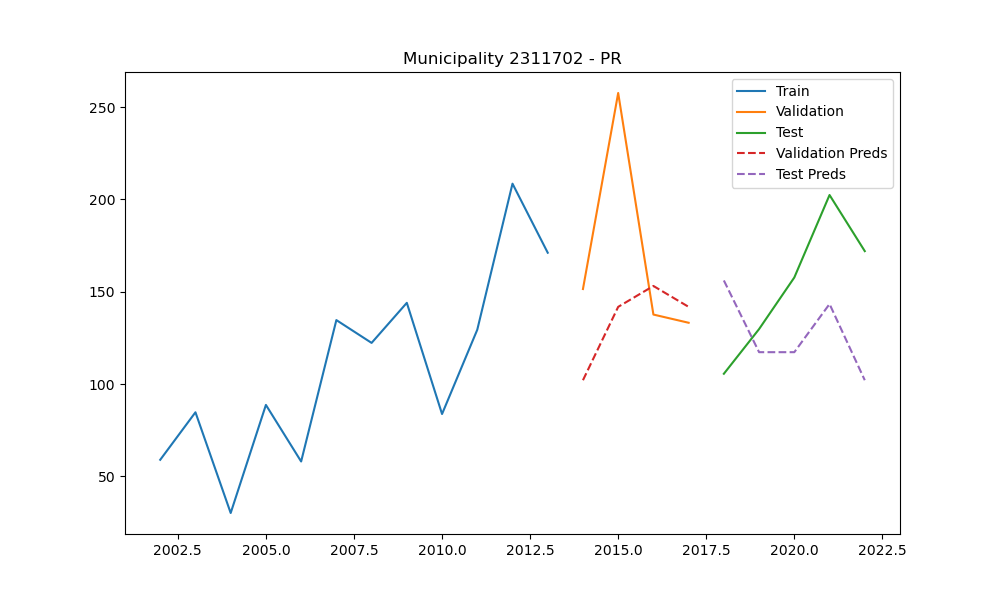 Municipality 2311702 - PR
Train
Validation
Test
Validation Preds
Test Preds
250
200
150
100
50
2002.5 2005.0 2007.5 2010.0 2012.5 2015.0 2017.5 2020.0 2022.5